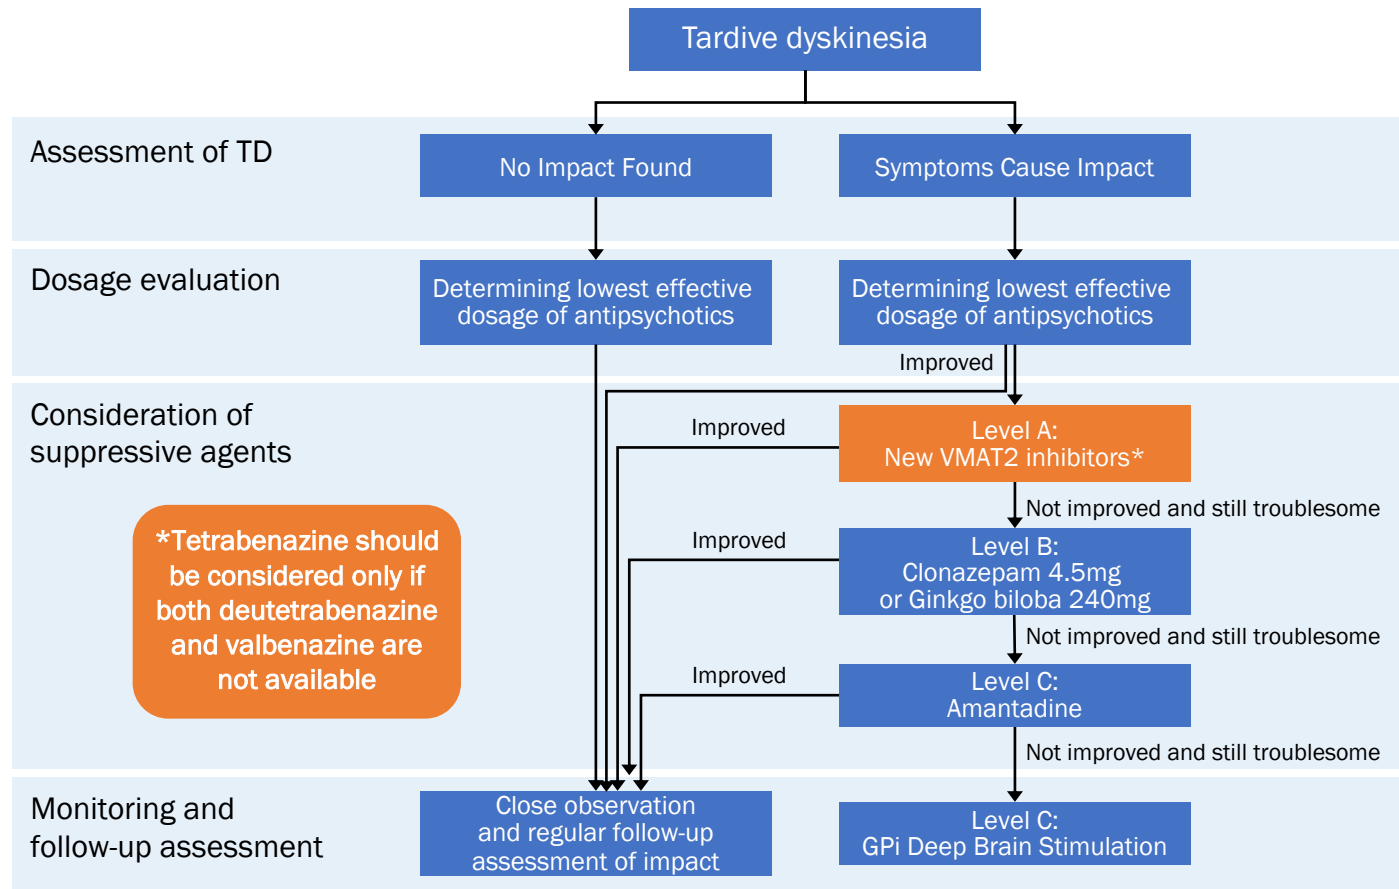 Tardive dyskinesia
Assessment of TD
No Impact Found
Symptoms Cause Impact
Dosage evaluation
Determining lowest effective
dosage of antipsychotics
Determining lowest effective
dosage of antipsychotics
Improved
Consideration of
suppressive agents
Improved
Level A:
New VMAT2 inhibitors*
Not improved and still troublesome
*Tetrabenazine should
be considered only if
both deutetrabenazine
and valbenazine are
not available
Improved
Level B:
Clonazepam 4.5mg
or Ginkgo biloba 240mg
Not improved and still troublesome
Improved
Level C:
Amantadine
Not improved and still troublesome
Monitoring and
follow-up assessment
Close observation
and regular follow-up
assessment of impact
Level C:
GPi Deep Brain Stimulation